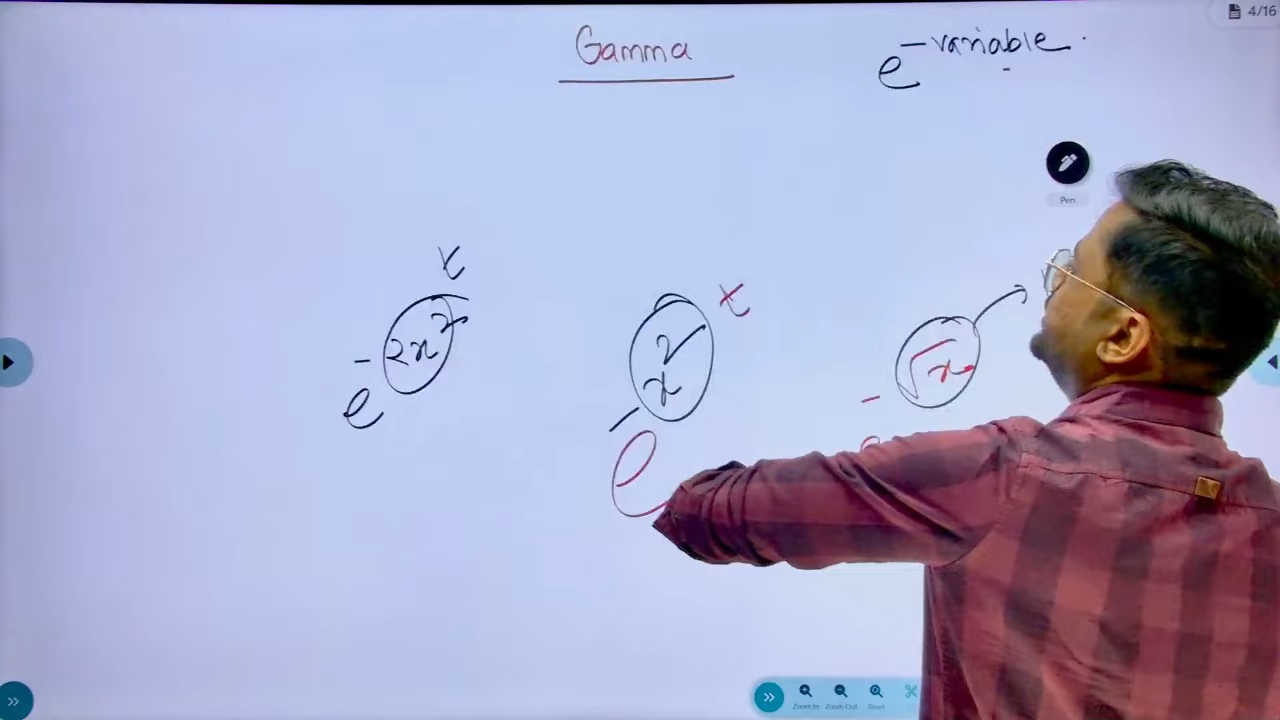 4/16
Gamma
e^-variable
Pen
e^-2x² t
e^-x² t
e^-√x
Zoom In Zoom Out Reset